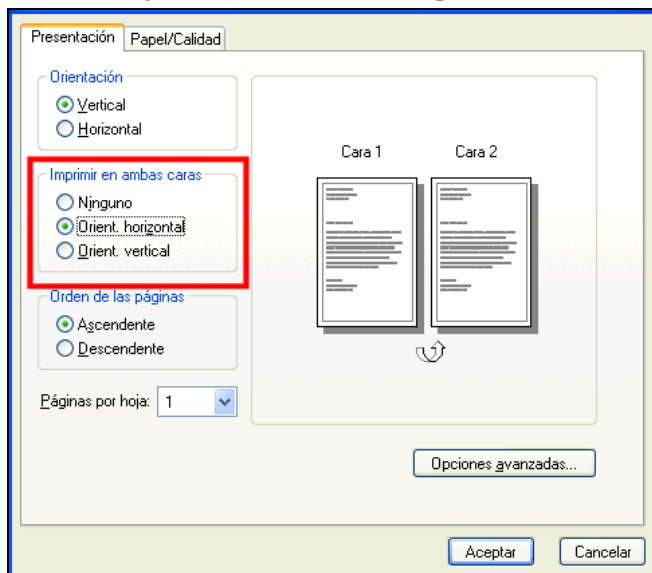 Presentación Papel/Calidad
Orientación
Vertical
Horizontal
Imprimir en ambas caras
Ninguno
Orient. horizontal
Orient. vertical
Orden de las páginas
Ascendente
Descendente
Páginas por hoja: 1
Cara 1 Cara 2
Opciones avanzadas...
Aceptar Cancelar